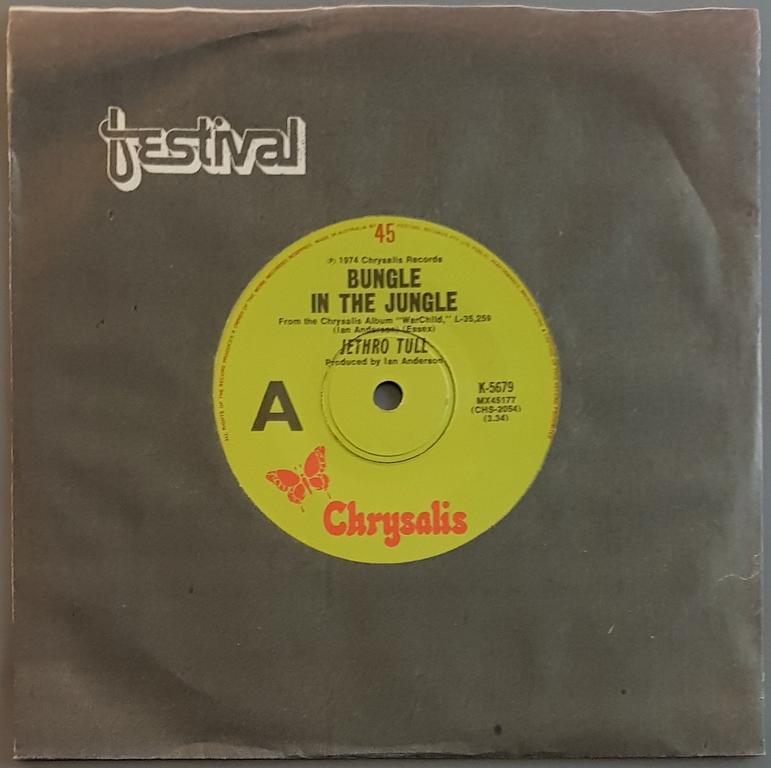 festival
45
℗ 1974 Chrysalis Records
BUNGLE
IN THE JUNGLE
From the Chrysalis Album "WarChild," L-35,259
(Ian Anderson) (Essex)
JETHRO TULL
Produced by Ian Anderson
A
K-5679
MX45177
(CHS-2054)
(3.34)
Chrysalis